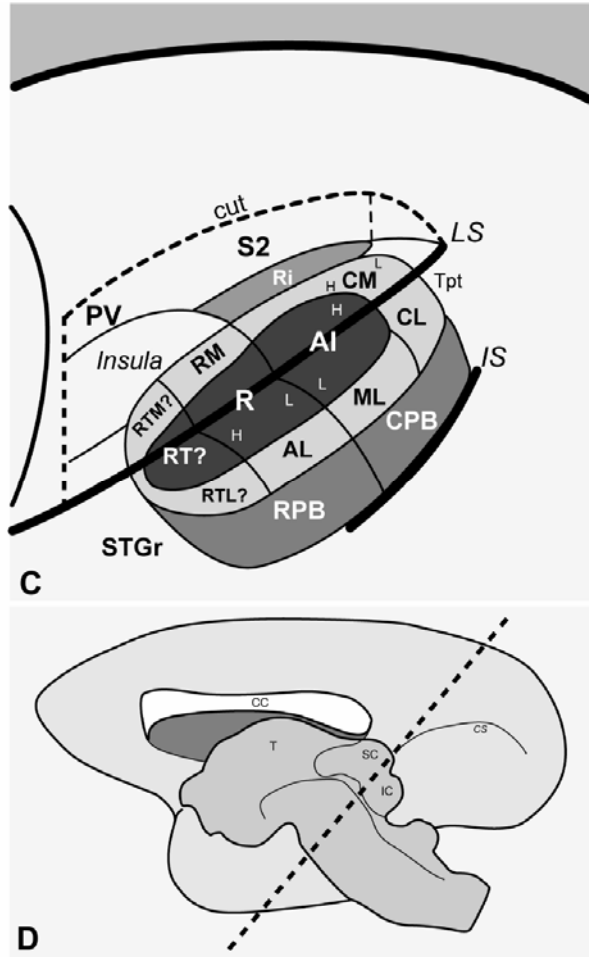 cut
LS
S2
Ri
L
CM
H
Tpt
H
PV
CL
AI
RM
Insula
IS
R
L
ML
RTM?
L
CPB
H
AL
RT?
RTL?
RPB
STGr
C
CC
CS
T
SC
IC
D